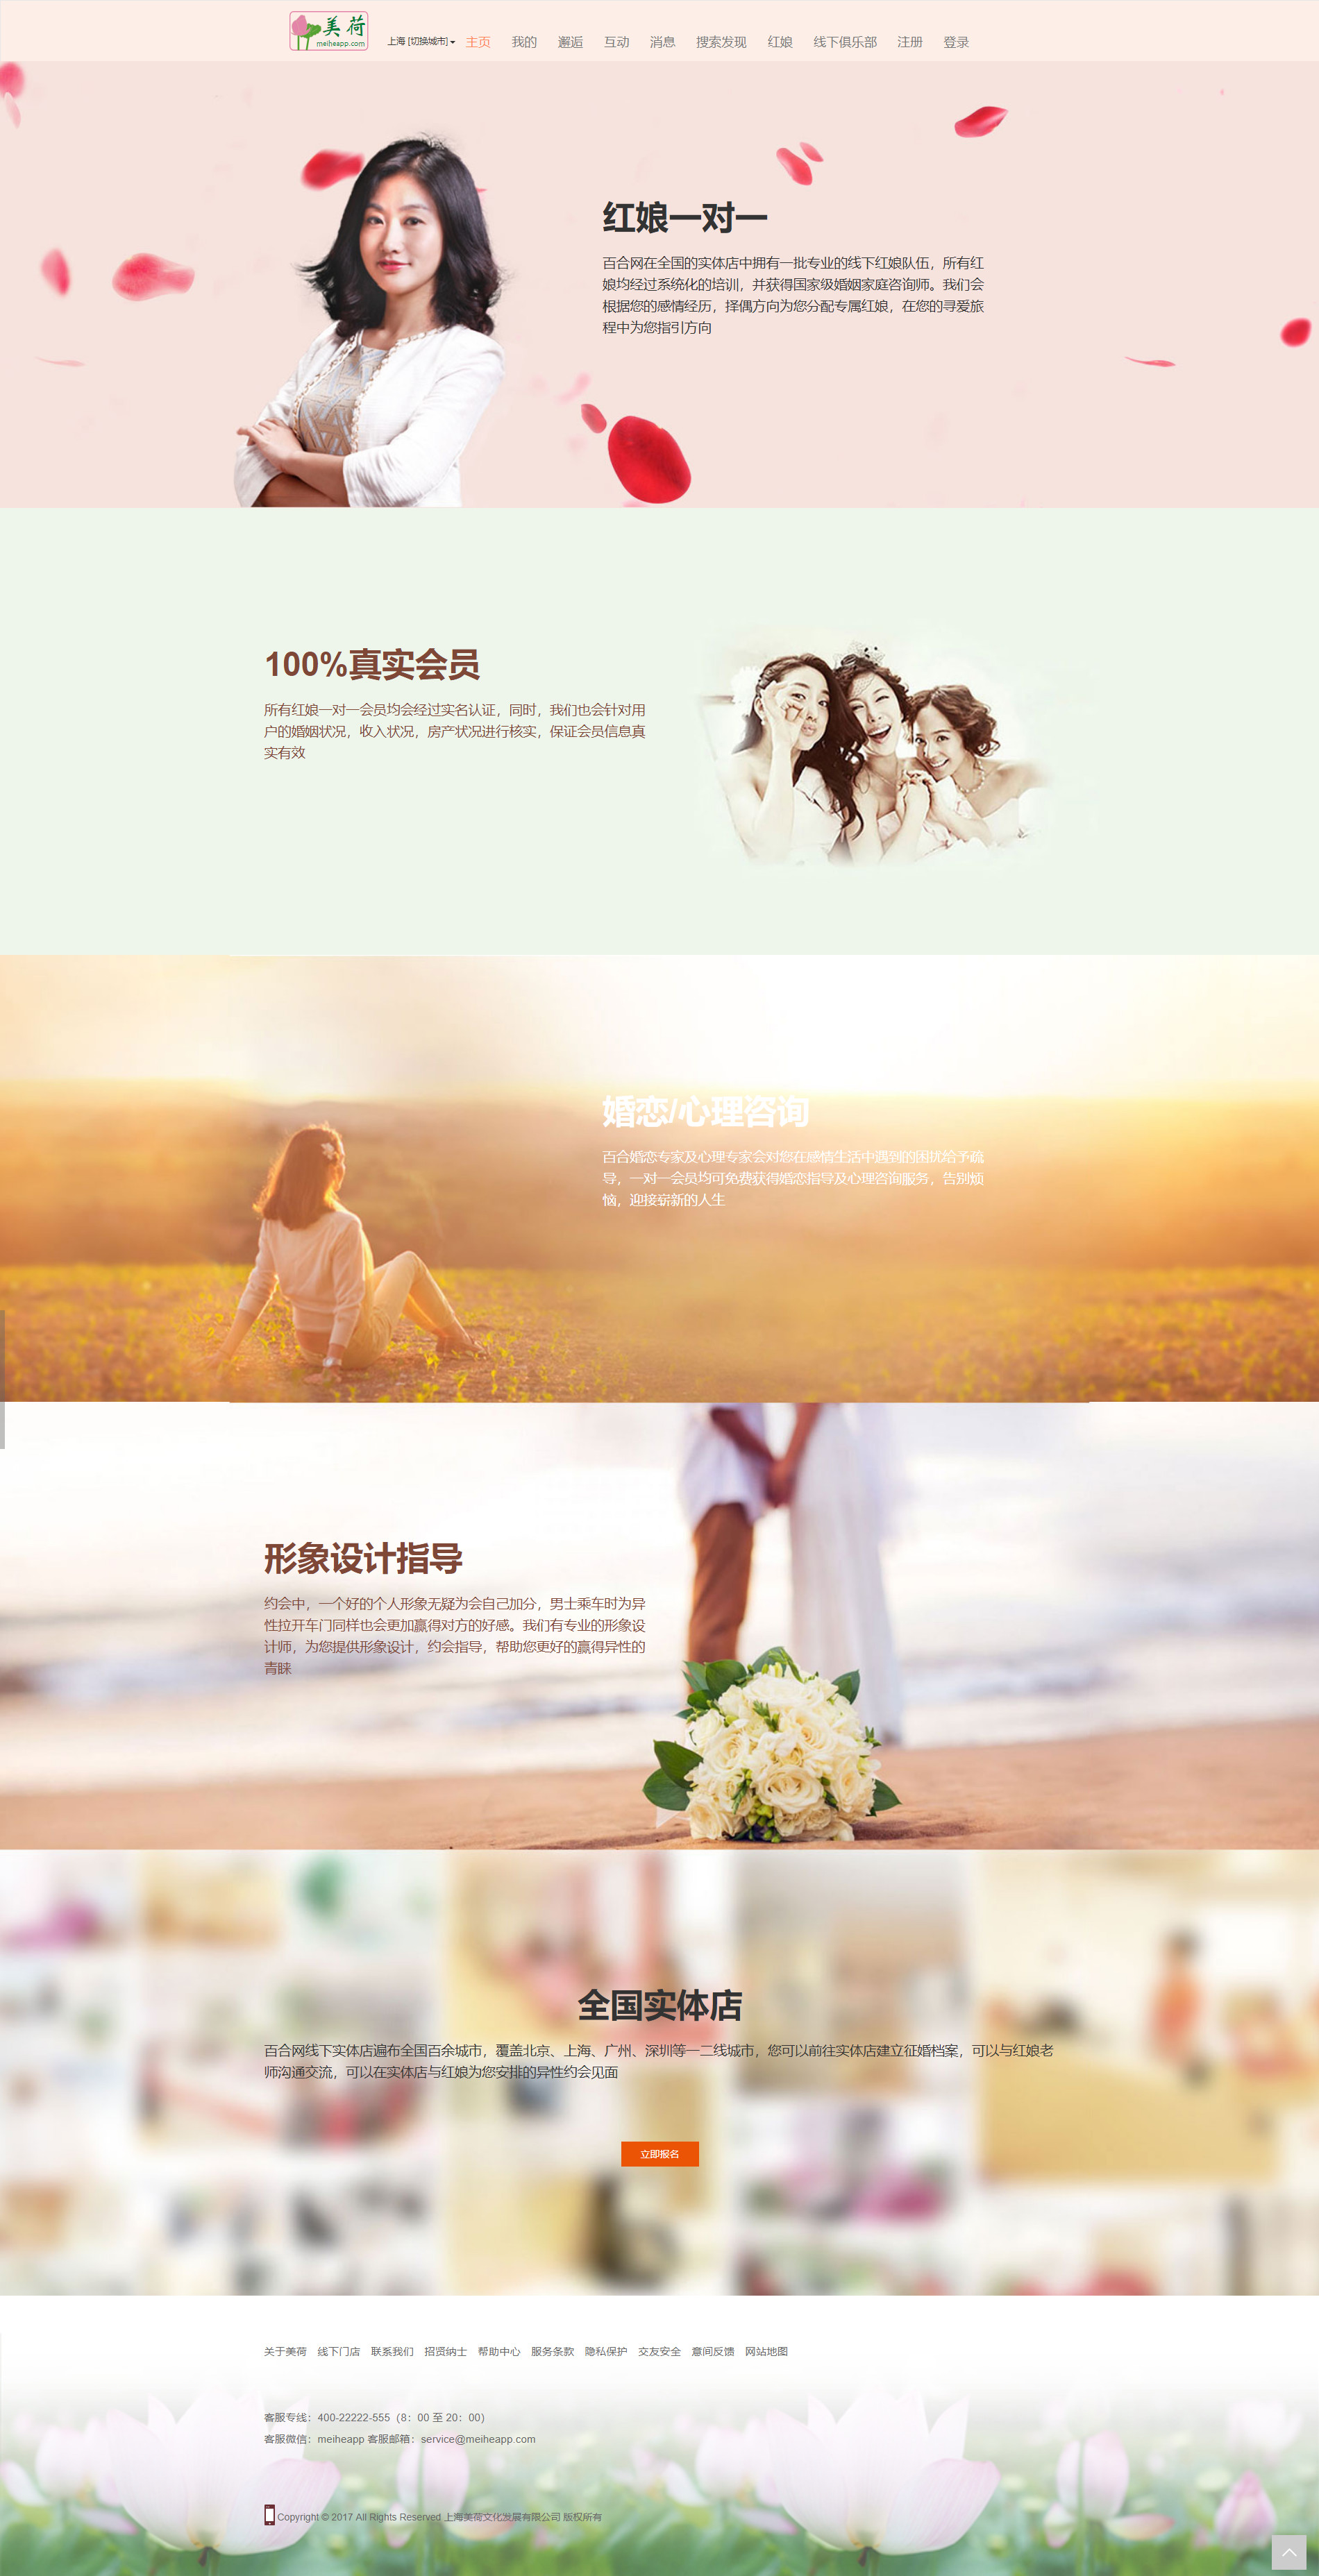 美荷
meiheapp.com
上海 [切换城市]
主页 我的 邂逅 互动 消息 搜索发现 红娘 线下俱乐部 注册 登录
红娘一对一
百合网在全国的实体店中拥有一批专业的线下红娘队伍，所有红
娘均经过系统化的培训，并获得国家级婚姻家庭咨询师。我们会
根据您的感情经历，择偶方向为您分配专属红娘，在您的寻爱旅
程中为您指引方向
100%真实会员
所有红娘一对一会员均会经过实名认证，同时，我们也会针对用
户的婚姻状况，收入状况，房产状况进行核实，保证会员信息真
实有效
婚恋/心理咨询
百合婚恋专家及心理专家会对您在感情生活中遇到的困扰给予疏
导，一对一会员均可免费获得婚恋指导及心理咨询服务，告别烦
恼，迎接崭新的人生
形象设计指导
约会中，一个好的个人形象无疑为会自己加分，男士乘车时为异
性拉开车门同样也会更加赢得对方的好感。我们有专业的形象设
计师，为您提供形象设计，约会指导，帮助您更好的赢得异性的
青睐
全国实体店
百合网线下实体店遍布全国百余城市，覆盖北京、上海、广州、深圳等一二线城市，您可以前往实体店建立征婚档案，可以与红娘老
师沟通交流，可以在实体店与红娘为您安排的异性约会见面
立即报名
关于美荷 线下门店 联系我们 招贤纳士 帮助中心 服务条款 隐私保护 交友安全 意间反馈 网站地图
客服专线：400-22222-555（8：00 至 20：00）
客服微信：meiheapp 客服邮箱：service@meiheapp.com
Copyright © 2017 All Rights Reserved 上海美荷文化发展有限公司 版权所有